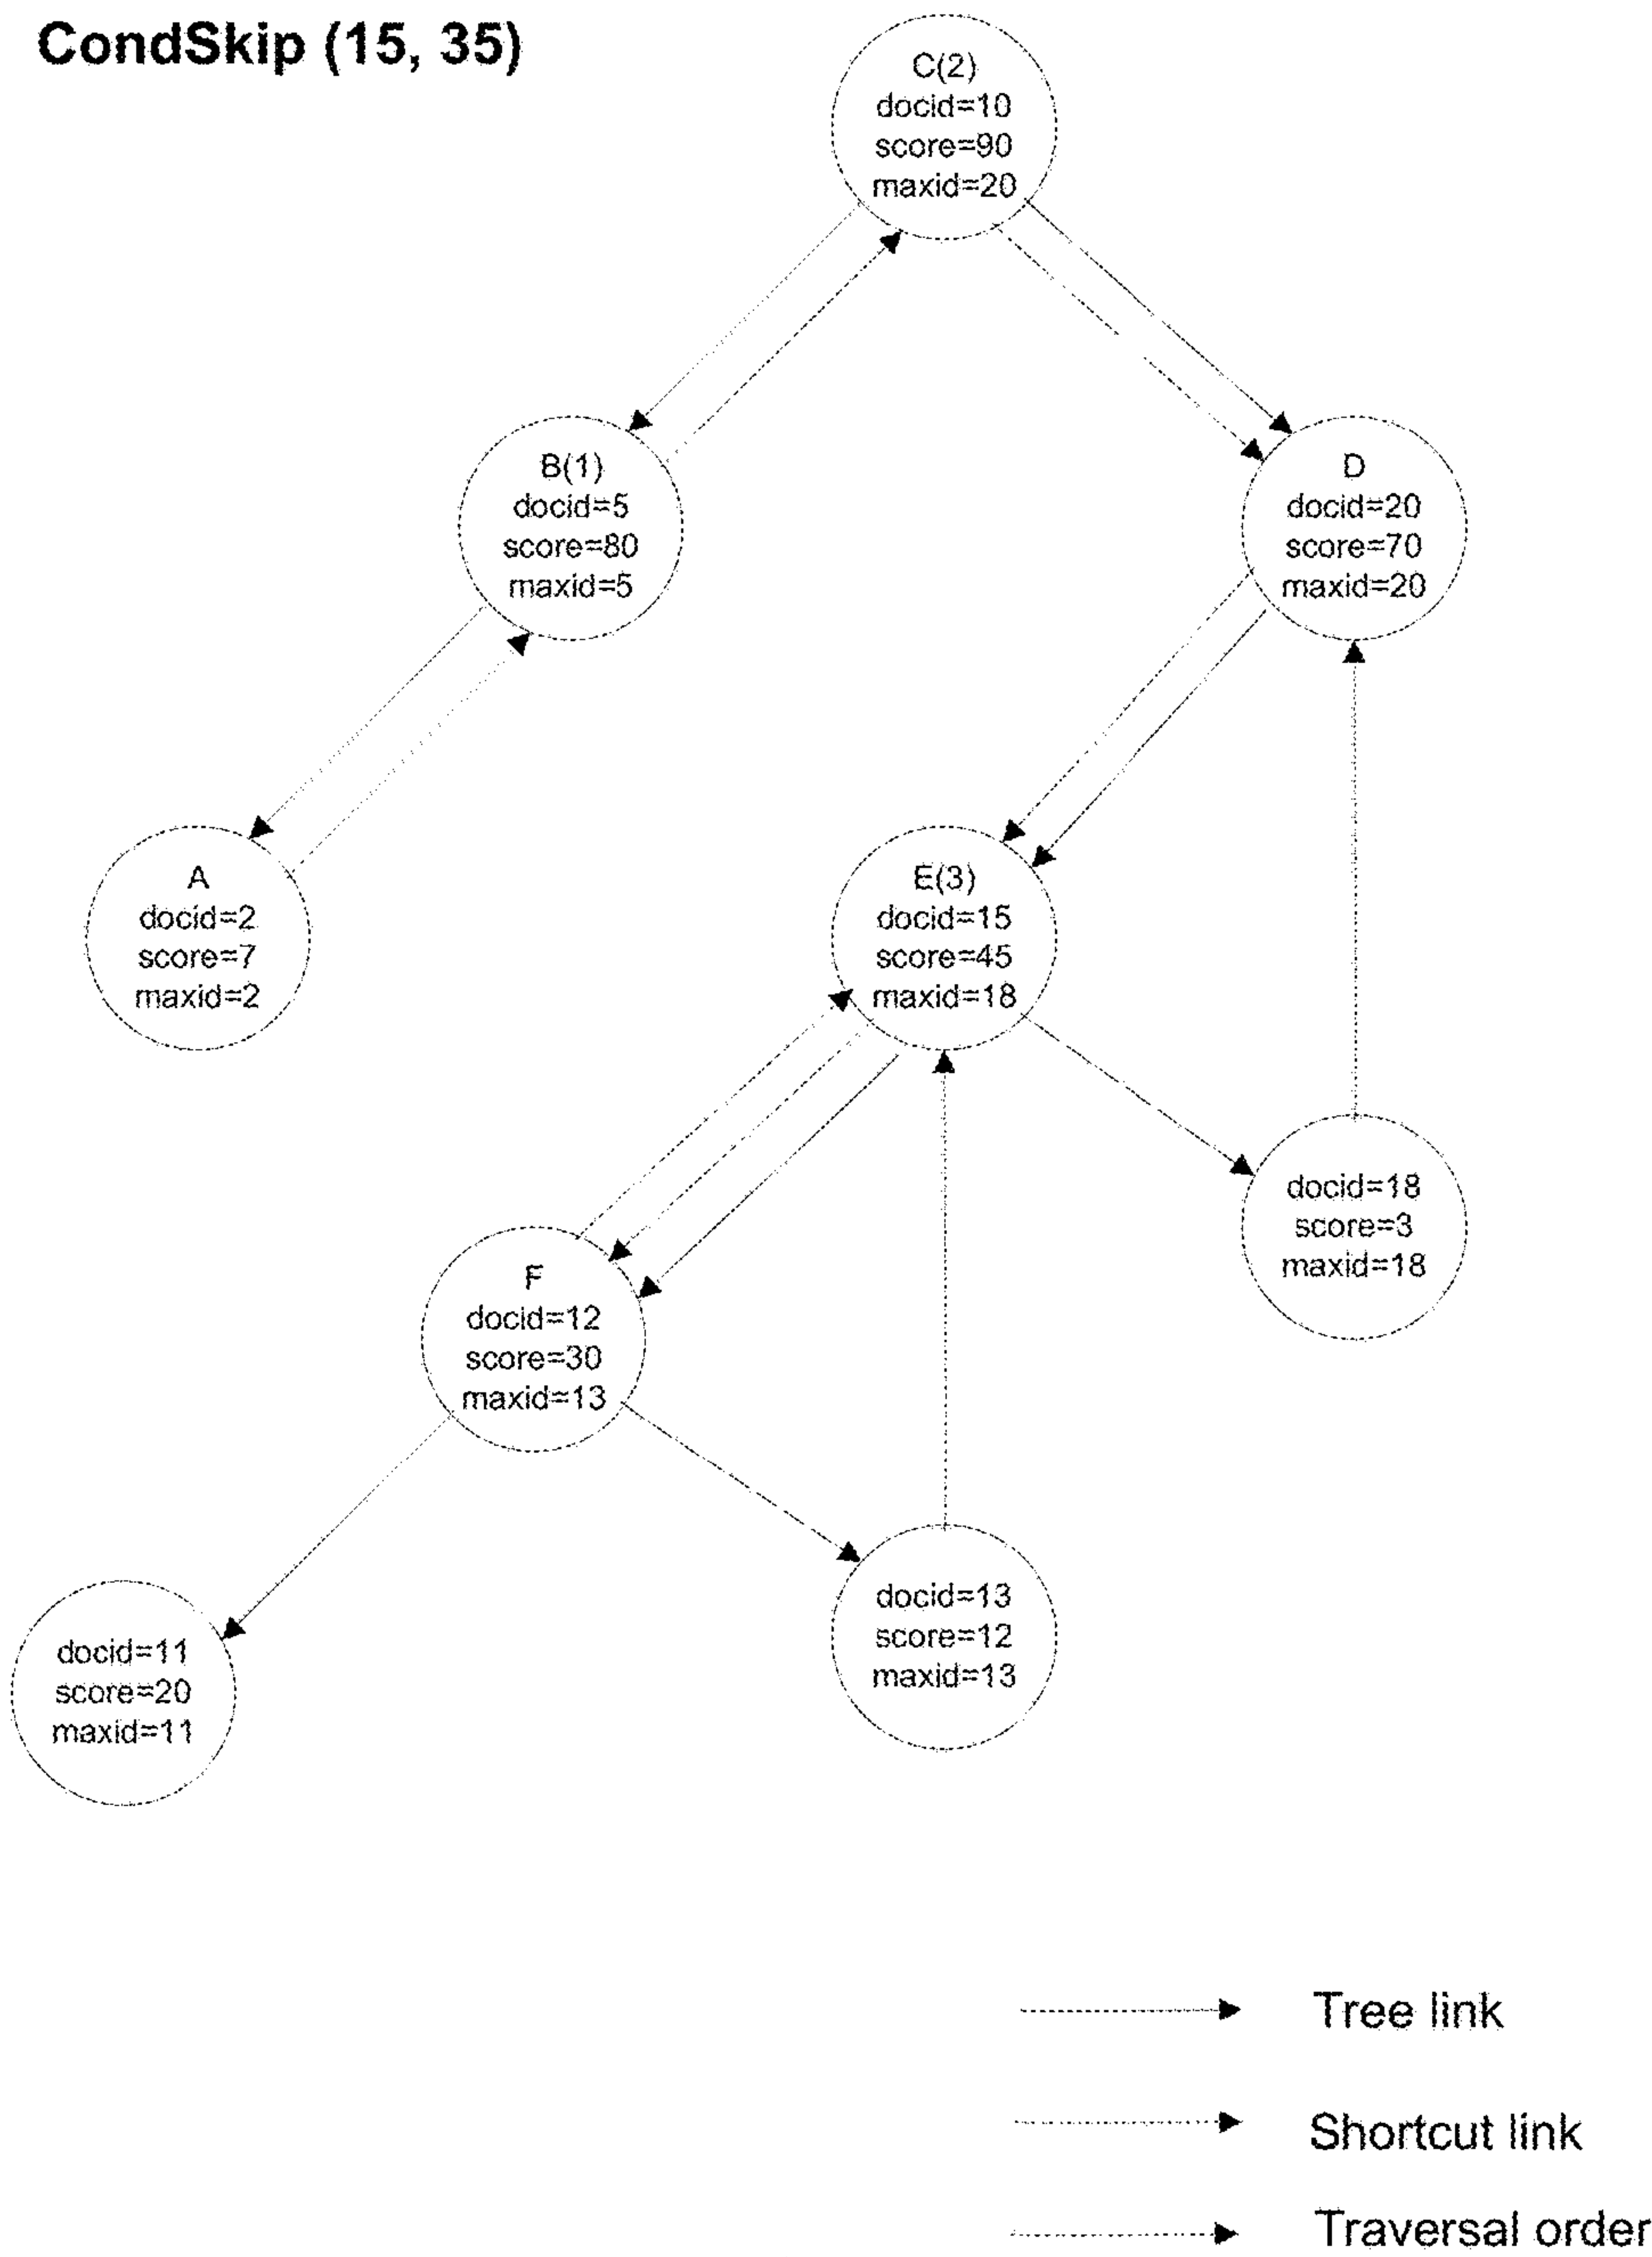 CondSkip (15, 35)
C(2)
docid=10
score=90
maxid=20
B(1)
docid=5
score=80
maxid=5
D
docid=20
score=70
maxid=20
A
docid=2
score=7
maxid=2
E(3)
docid=15
score=45
maxid=18
docid=18
score=3
maxid=18
F
docid=12
score=30
maxid=13
docid=11
score=20
maxid=11
docid=13
score=12
maxid=13
Tree link
Shortcut link
Traversal order